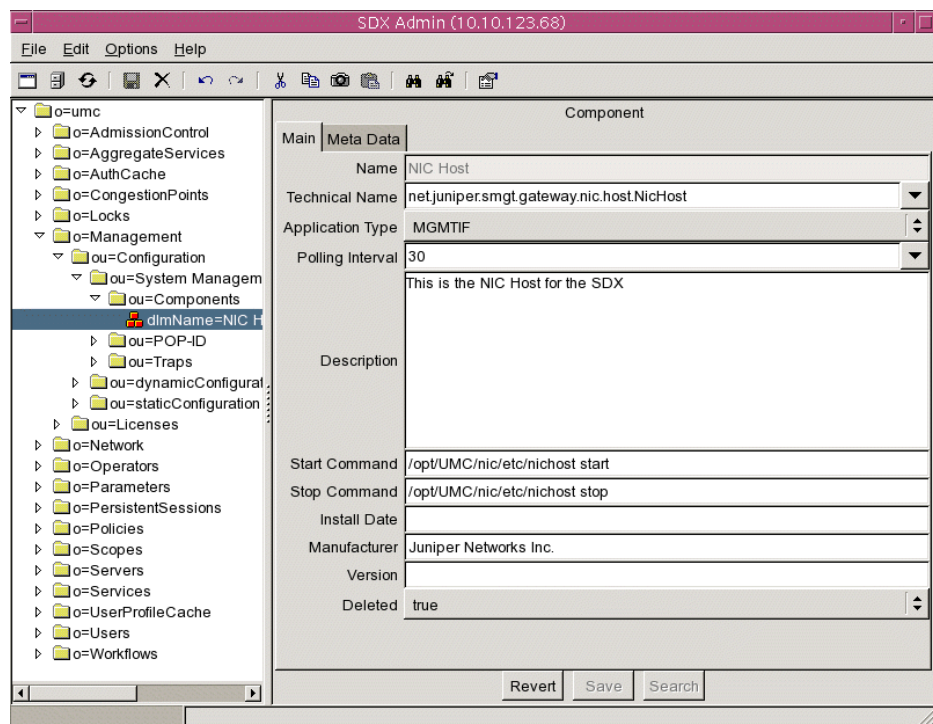 SDX Admin (10.10.123.68)
File Edit Options Help
o=umc
o=AdmissionControl
o=AggregateServices
o=AuthCache
o=CongestionPoints
o=Locks
o=Management
ou=Configuration
ou=System Managem
ou=Components
dlmName=NIC H
ou=POP-ID
ou=Traps
ou=dynamicConfigurat
ou=staticConfiguration
ou=Licenses
o=Network
o=Operators
o=Parameters
o=PersistentSessions
o=Policies
o=Scopes
o=Servers
o=Services
o=UserProfileCache
o=Users
o=Workflows
Component
Main Meta Data
Name NIC Host
Technical Name net.juniper.smgt.gateway.nic.host.NicHost
Application Type MGMTIF
Polling Interval 30
Description This is the NIC Host for the SDX
Start Command /opt/UMC/nic/etc/nichost start
Stop Command /opt/UMC/nic/etc/nichost stop
Install Date
Manufacturer Juniper Networks Inc.
Version
Deleted true
Revert Save Search